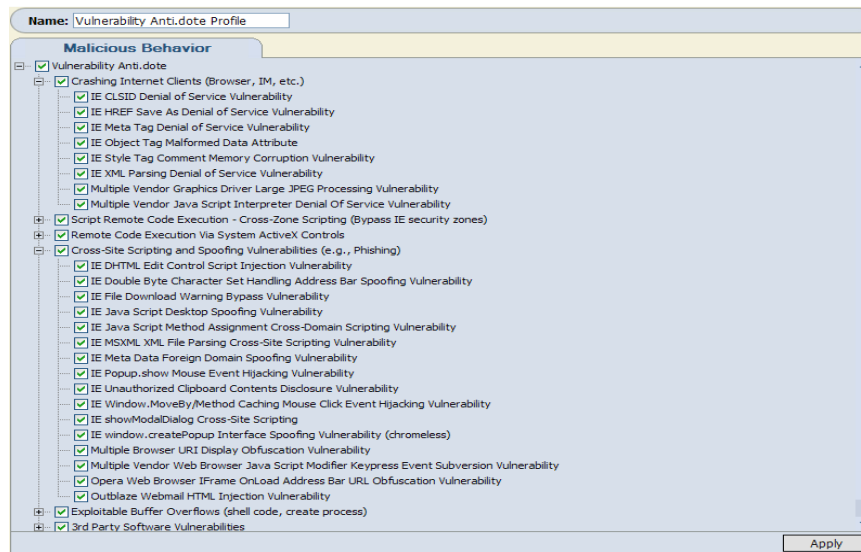 Name: Vulnerability Anti.dote Profile
Malicious Behavior
Vulnerability Anti.dote
Crashing Internet Clients (Browser, IM, etc.)
IE CLSID Denial of Service Vulnerability
IE HREF Save As Denial of Service Vulnerability
IE Meta Tag Denial of Service Vulnerability
IE Object Tag Malformed Data Attribute
IE Style Tag Comment Memory Corruption Vulnerability
IE XML Parsing Denial of Service Vulnerability
Multiple Vendor Graphics Driver Large JPEG Processing Vulnerability
Multiple Vendor Java Script Interpreter Denial Of Service Vulnerability
Script Remote Code Execution - Cross-Zone Scripting (Bypass IE security zones)
Remote Code Execution Via System ActiveX Controls
Cross-Site Scripting and Spoofing Vulnerabilities (e.g., Phishing)
IE DHTML Edit Control Script Injection Vulnerability
IE Double Byte Character Set Handling Address Bar Spoofing Vulnerability
IE File Download Warning Bypass Vulnerability
IE Java Script Desktop Spoofing Vulnerability
IE Java Script Method Assignment Cross-Domain Scripting Vulnerability
IE MSXML XML File Parsing Cross-Site Scripting Vulnerability
IE Meta Data Foreign Domain Spoofing Vulnerability
IE Popup.show Mouse Event Hijacking Vulnerability
IE Unauthorized Clipboard Contents Disclosure Vulnerability
IE Window.MoveBy/Method Caching Mouse Click Event Hijacking Vulnerability
IE showModalDialog Cross-Site Scripting
IE window.createPopup Interface Spoofing Vulnerability (chromeless)
Multiple Browser URI Display Obfuscation Vulnerability
Multiple Vendor Web Browser Java Script Modifier Keypress Event Subversion Vulnerability
Opera Web Browser IFrame OnLoad Address Bar URL Obfuscation Vulnerability
Outblaze Webmail HTML Injection Vulnerability
Exploitable Buffer Overflows (shell code, create process)
3rd Party Software Vulnerabilities
Apply